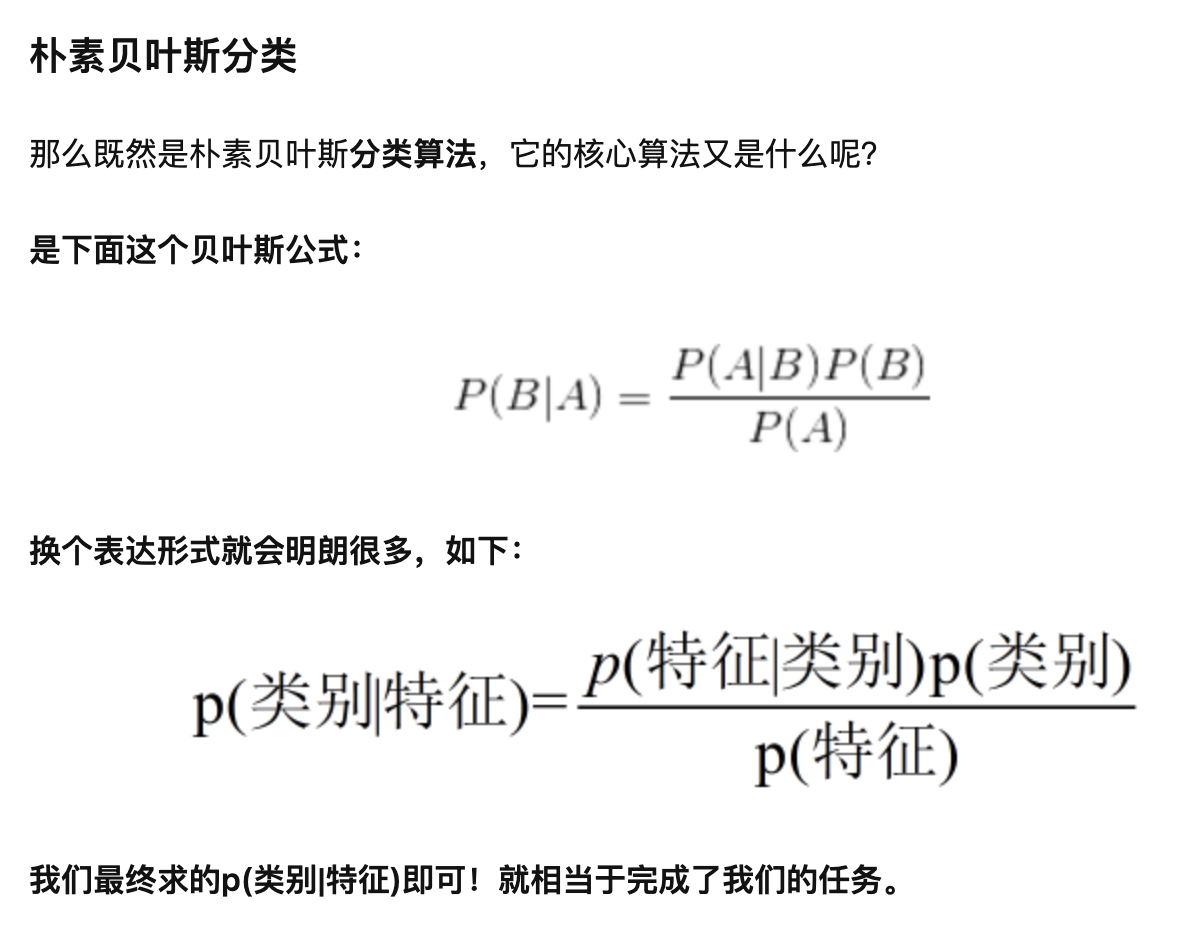 朴素贝叶斯分类
那么既然是朴素贝叶斯分类算法，它的核心算法又是什么呢？
是下面这个贝叶斯公式：
P(B|A) = P(A|B)P(B) / P(A)
换个表达形式就会明朗很多，如下：
p(类别|特征)= p(特征|类别)p(类别) / p(特征)
我们最终求的p(类别|特征)即可！就相当于完成了我们的任务。